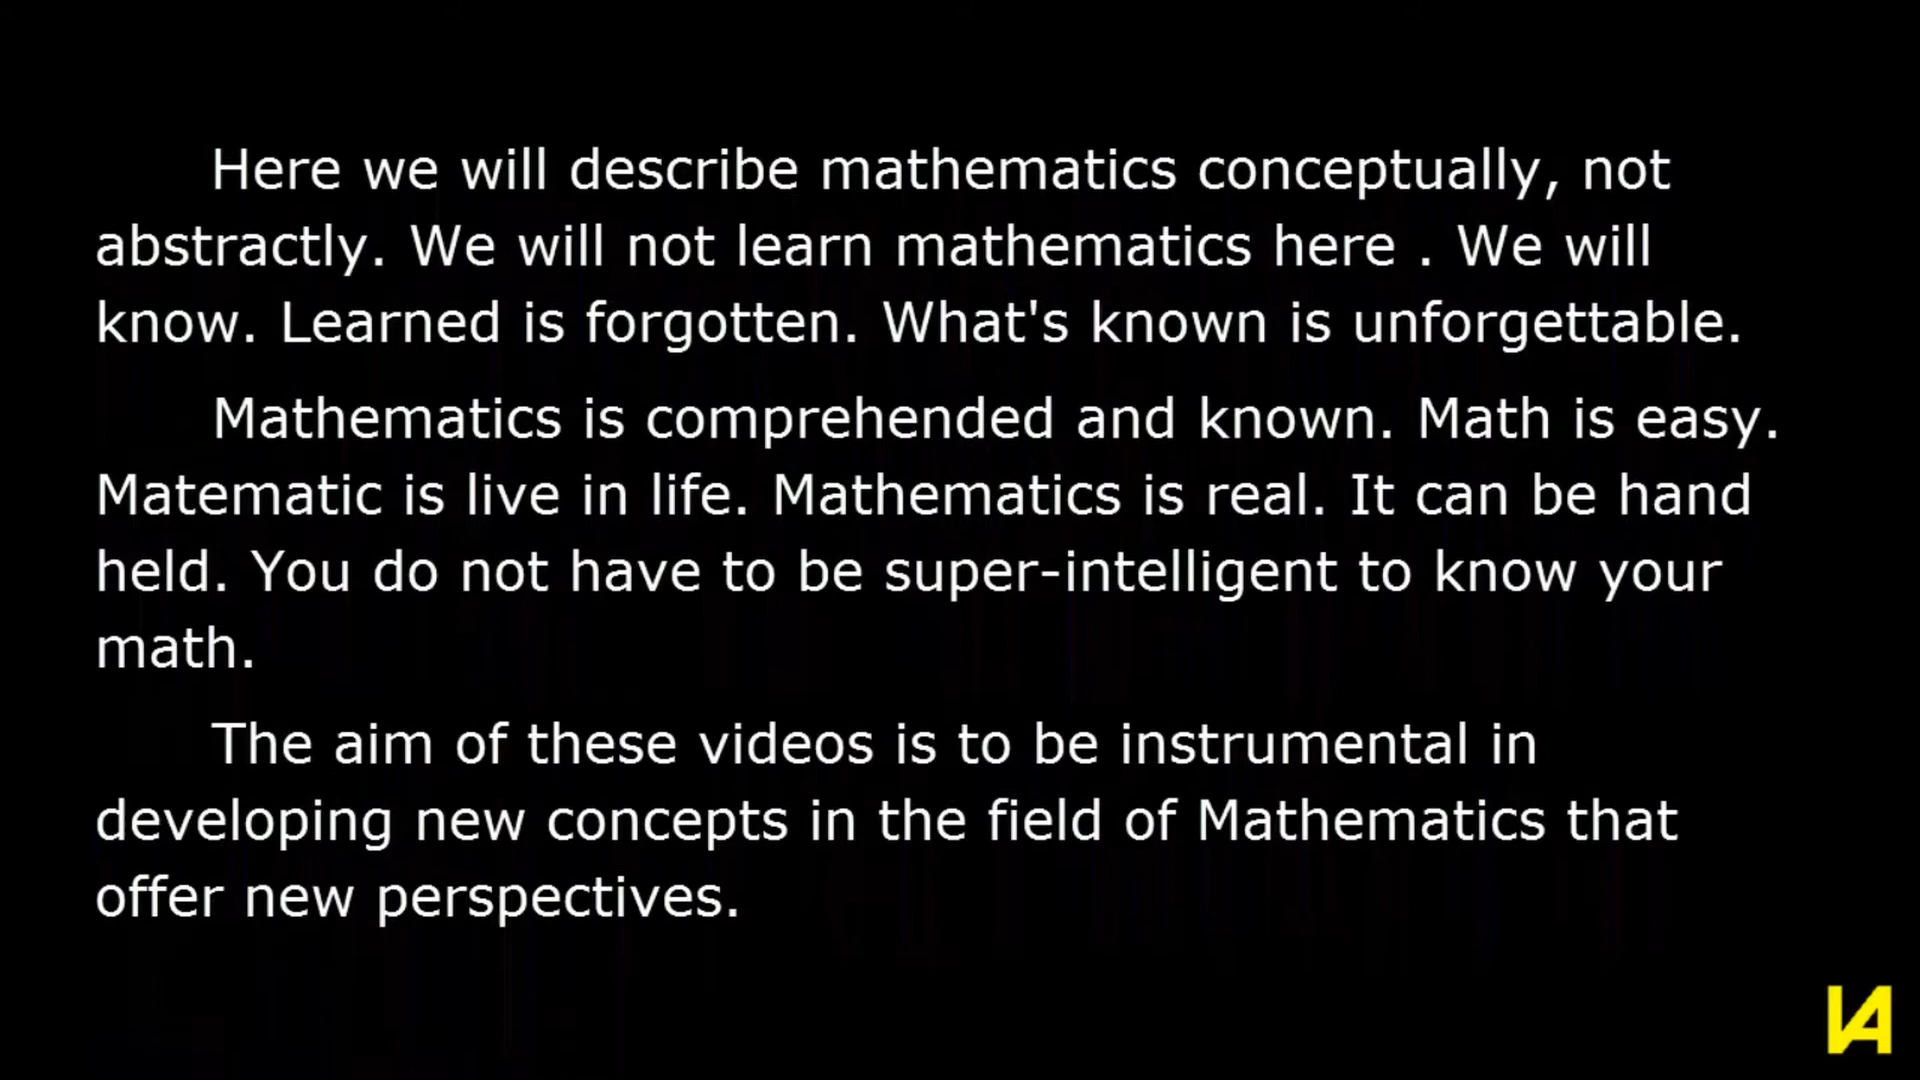 Here we will describe mathematics conceptually, not
abstractly. We will not learn mathematics here . We will
know. Learned is forgotten. What's known is unforgettable.
Mathematics is comprehended and known. Math is easy.
Matematic is live in life. Mathematics is real. It can be hand
held. You do not have to be super-intelligent to know your
math.
The aim of these videos is to be instrumental in
developing new concepts in the field of Mathematics that
offer new perspectives.